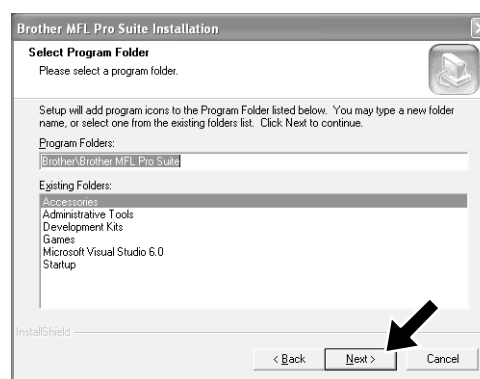 Brother MFL Pro Suite Installation
Select Program Folder
Please select a program folder.
Setup will add program icons to the Program Folder listed below. You may type a new folder
name, or select one from the existing folders list. Click Next to continue.
Program Folders:
Brother\Brother MFL Pro Suite
Existing Folders:
Accessories
Administrative Tools
Development Kits
Games
Microsoft Visual Studio 6.0
Startup
InstallShield
< Back Next > Cancel